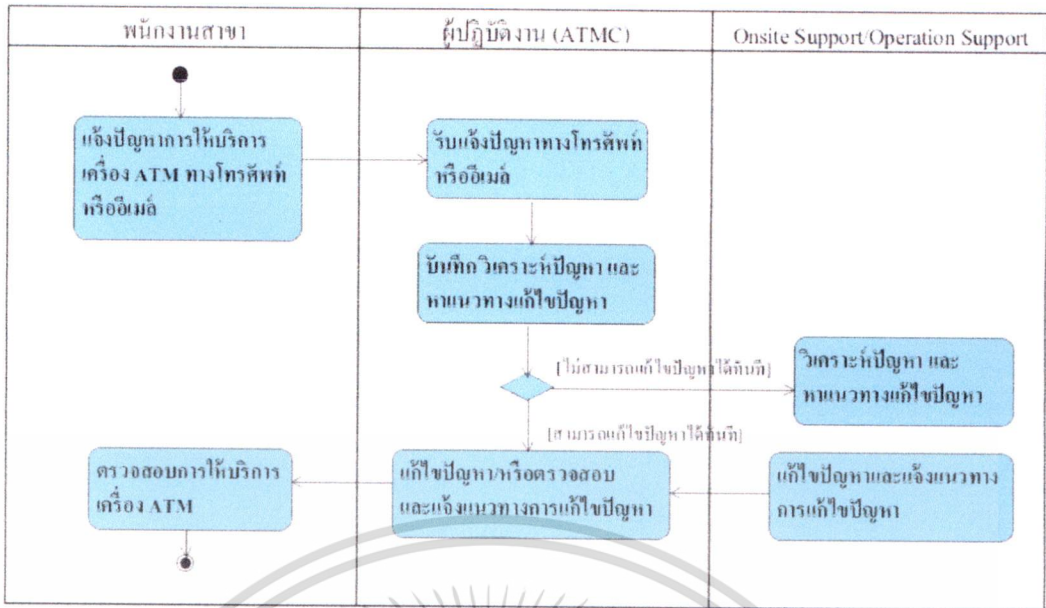 พนักงานสาขา
ผู้ปฏิบัติงาน (ATMC)
Onsite Support/Operation Support
แจ้งปัญหาการให้บริการ
เครื่อง ATM ทางโทรศัพท์
หรืออีเมล์
รับแจ้งปัญหาทางโทรศัพท์
หรืออีเมล์
บันทึก วิเคราะห์ปัญหา และ
หาแนวทางแก้ไขปัญหา
[ไม่สามารถแก้ไขปัญหาได้ทันที]
วิเคราะห์ปัญหา และ
หาแนวทางแก้ไขปัญหา
[สามารถแก้ไขปัญหาได้ทันที]
ตรวจสอบการให้บริการ
เครื่อง ATM
แก้ไขปัญหา/หรือตรวจสอบ
และแจ้งแนวทางการแก้ไขปัญหา
แก้ไขปัญหาและแจ้งแนวทาง
การแก้ไขปัญหา